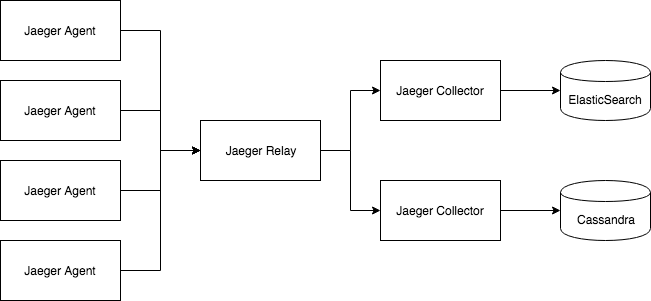 Jaeger Agent
Jaeger Agent
Jaeger Agent
Jaeger Agent
Jaeger Relay
Jaeger Collector
Jaeger Collector
ElasticSearch
Cassandra